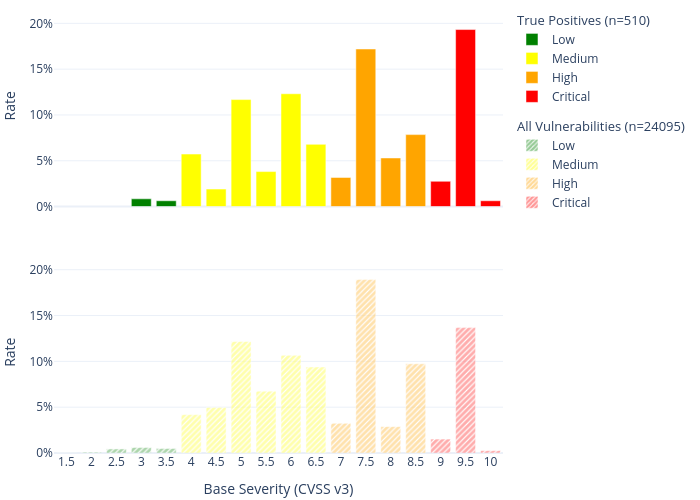 20%
15%
10%
5%
0%
Rate
True Positives (n=510)
Low
Medium
High
Critical
All Vulnerabilities (n=24095)
Low
Medium
High
Critical
20%
15%
10%
5%
0%
Rate
1.5 2 2.5 3 3.5 4 4.5 5 5.5 6 6.5 7 7.5 8 8.5 9 9.5 10
Base Severity (CVSS v3)